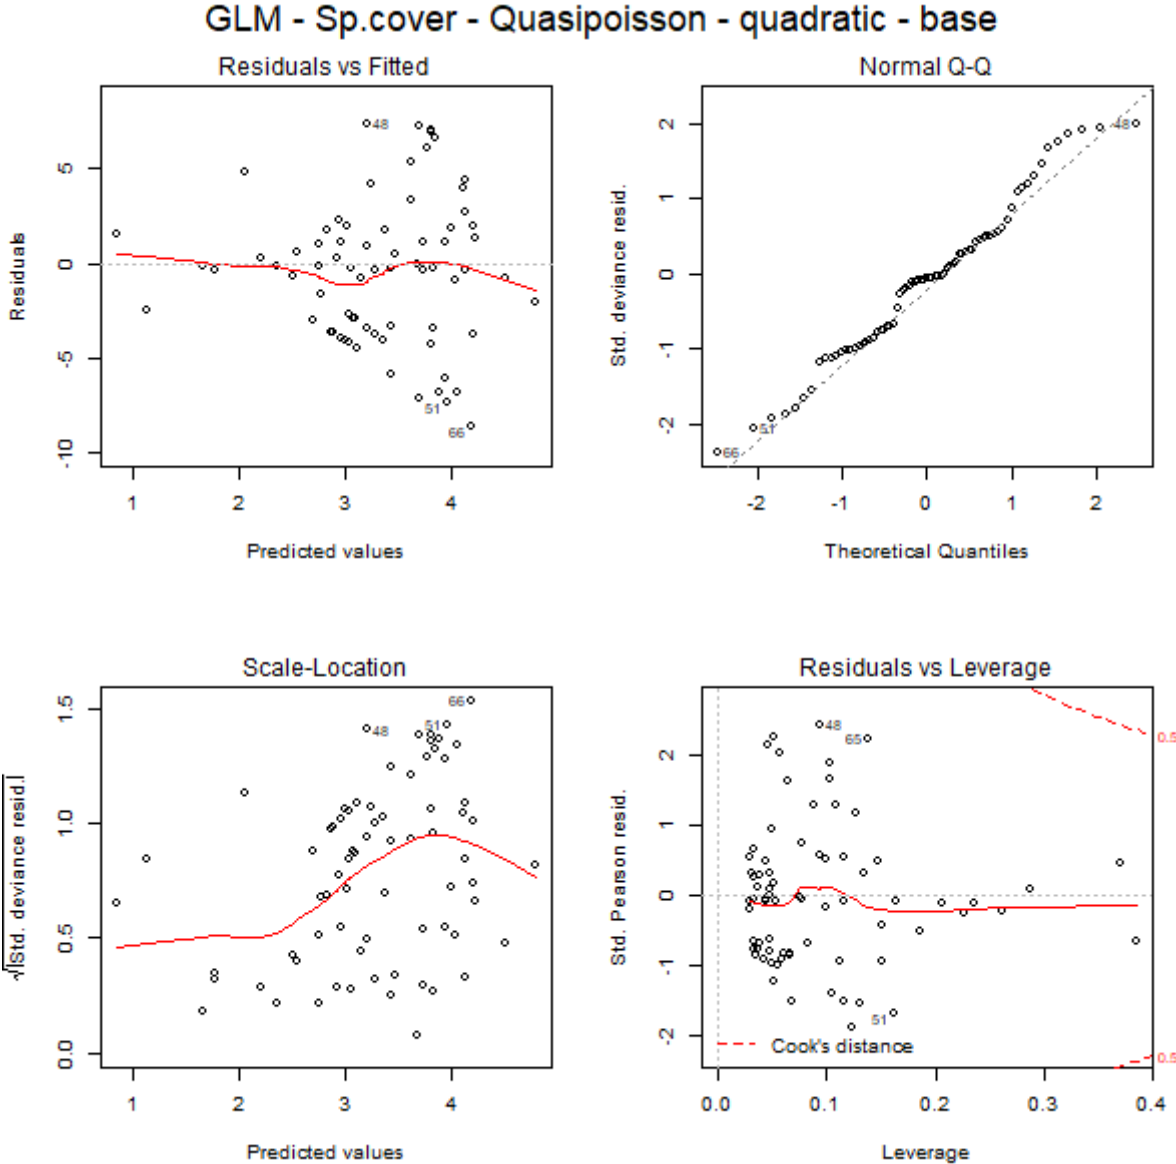 GLM - Sp.cover - Quasipoisson - quadratic - base
Residuals vs Fitted
Residuals
5
0
-5
-10
48
51
66
1 2 3 4
Predicted values
Normal Q-Q
Std. deviance resid.
2
1
0
-1
-2
48
51
66
-2 -1 0 1 2
Theoretical Quantiles
Scale-Location
√|Std. deviance resid.|
1.5
1.0
0.5
0.0
66
51
48
1 2 3 4
Predicted values
Residuals vs Leverage
Std. Pearson resid.
2
1
0
-1
-2
48
65
51
0.5
0.5
Cook's distance
0.0 0.1 0.2 0.3 0.4
Leverage